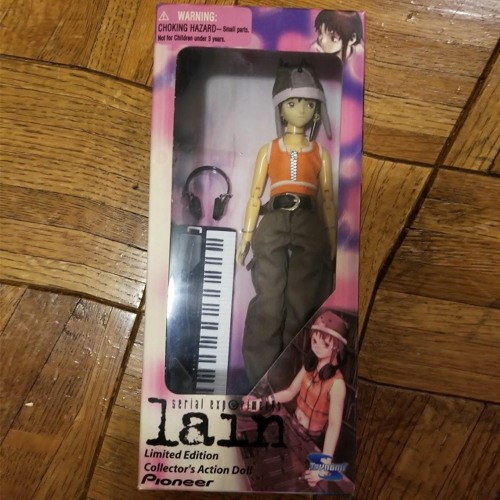 WARNING:
CHOKING HAZARD—Small parts.
Not for Children under 3 years.
serial experiments
lain
Limited Edition
Collector's Action Doll
Pioneer